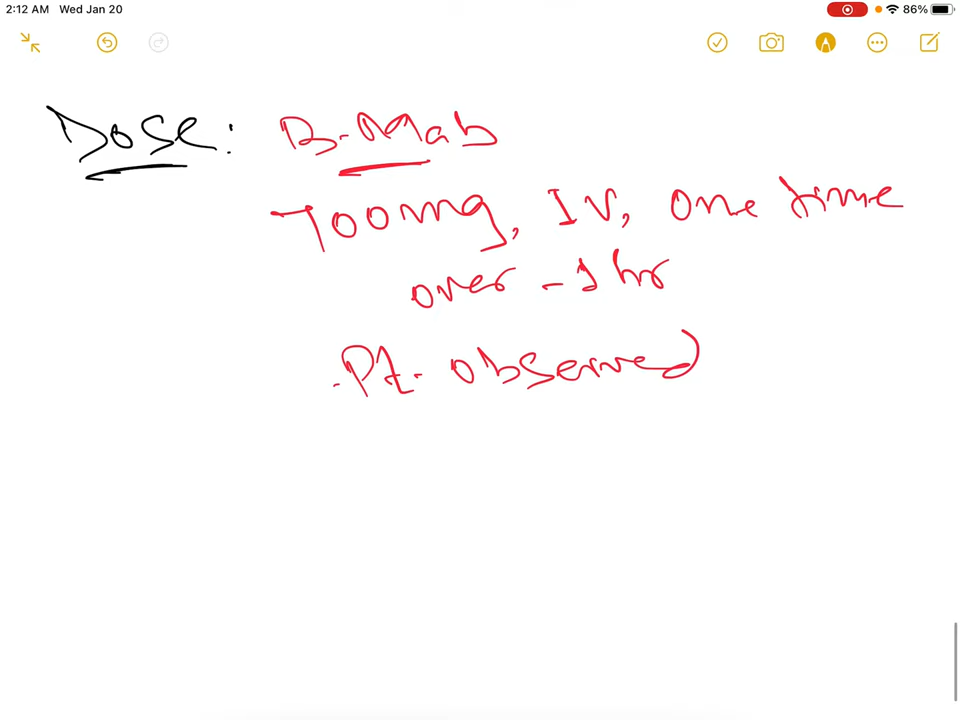 2:12 AM Wed Jan 20 86%
Dose: B-Mab
700mg, IV, One time
over - 1 hr
.Pt. observed